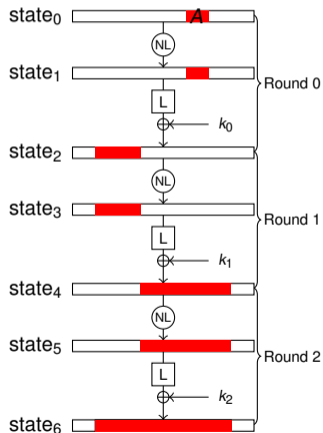 state₀ A
NL
state₁
Round 0
L
k₀
state₂
NL
state₃
Round 1
L
k₁
state₄
NL
state₅
Round 2
L
k₂
state₆